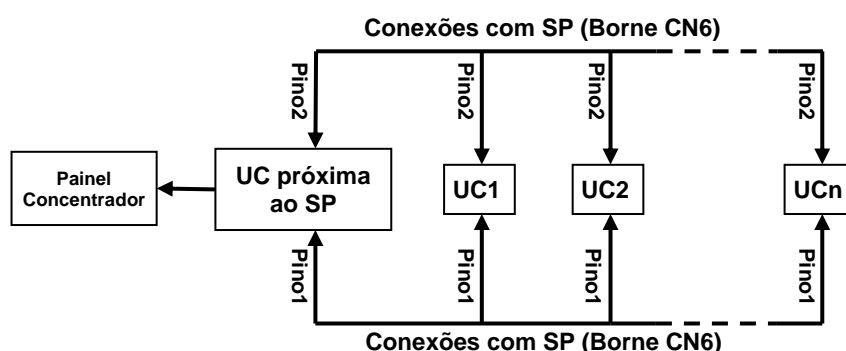 Conexões com SP (Borne CN6)
Pino2
Pino2
Pino2
Pino2
Painel
Concentrador
UC próxima
ao SP
UC1
UC2
UCn
Pino1
Pino1
Pino1
Pino1
Conexões com SP (Borne CN6)